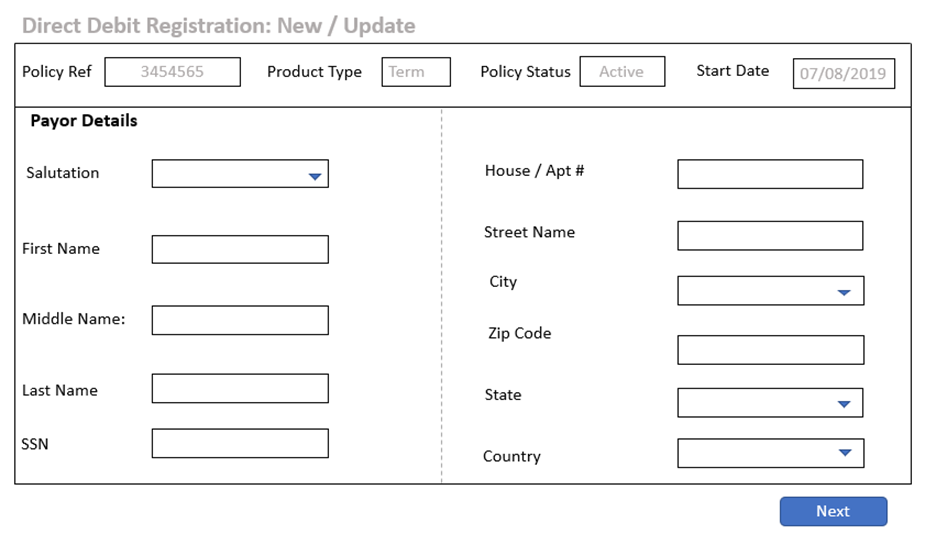 Direct Debit Registration: New / Update
Policy Ref 3454565 Product Type Term Policy Status Active Start Date 07/08/2019
Payor Details
Salutation
First Name
Middle Name:
Last Name
SSN
House / Apt #
Street Name
City
Zip Code
State
Country
Next